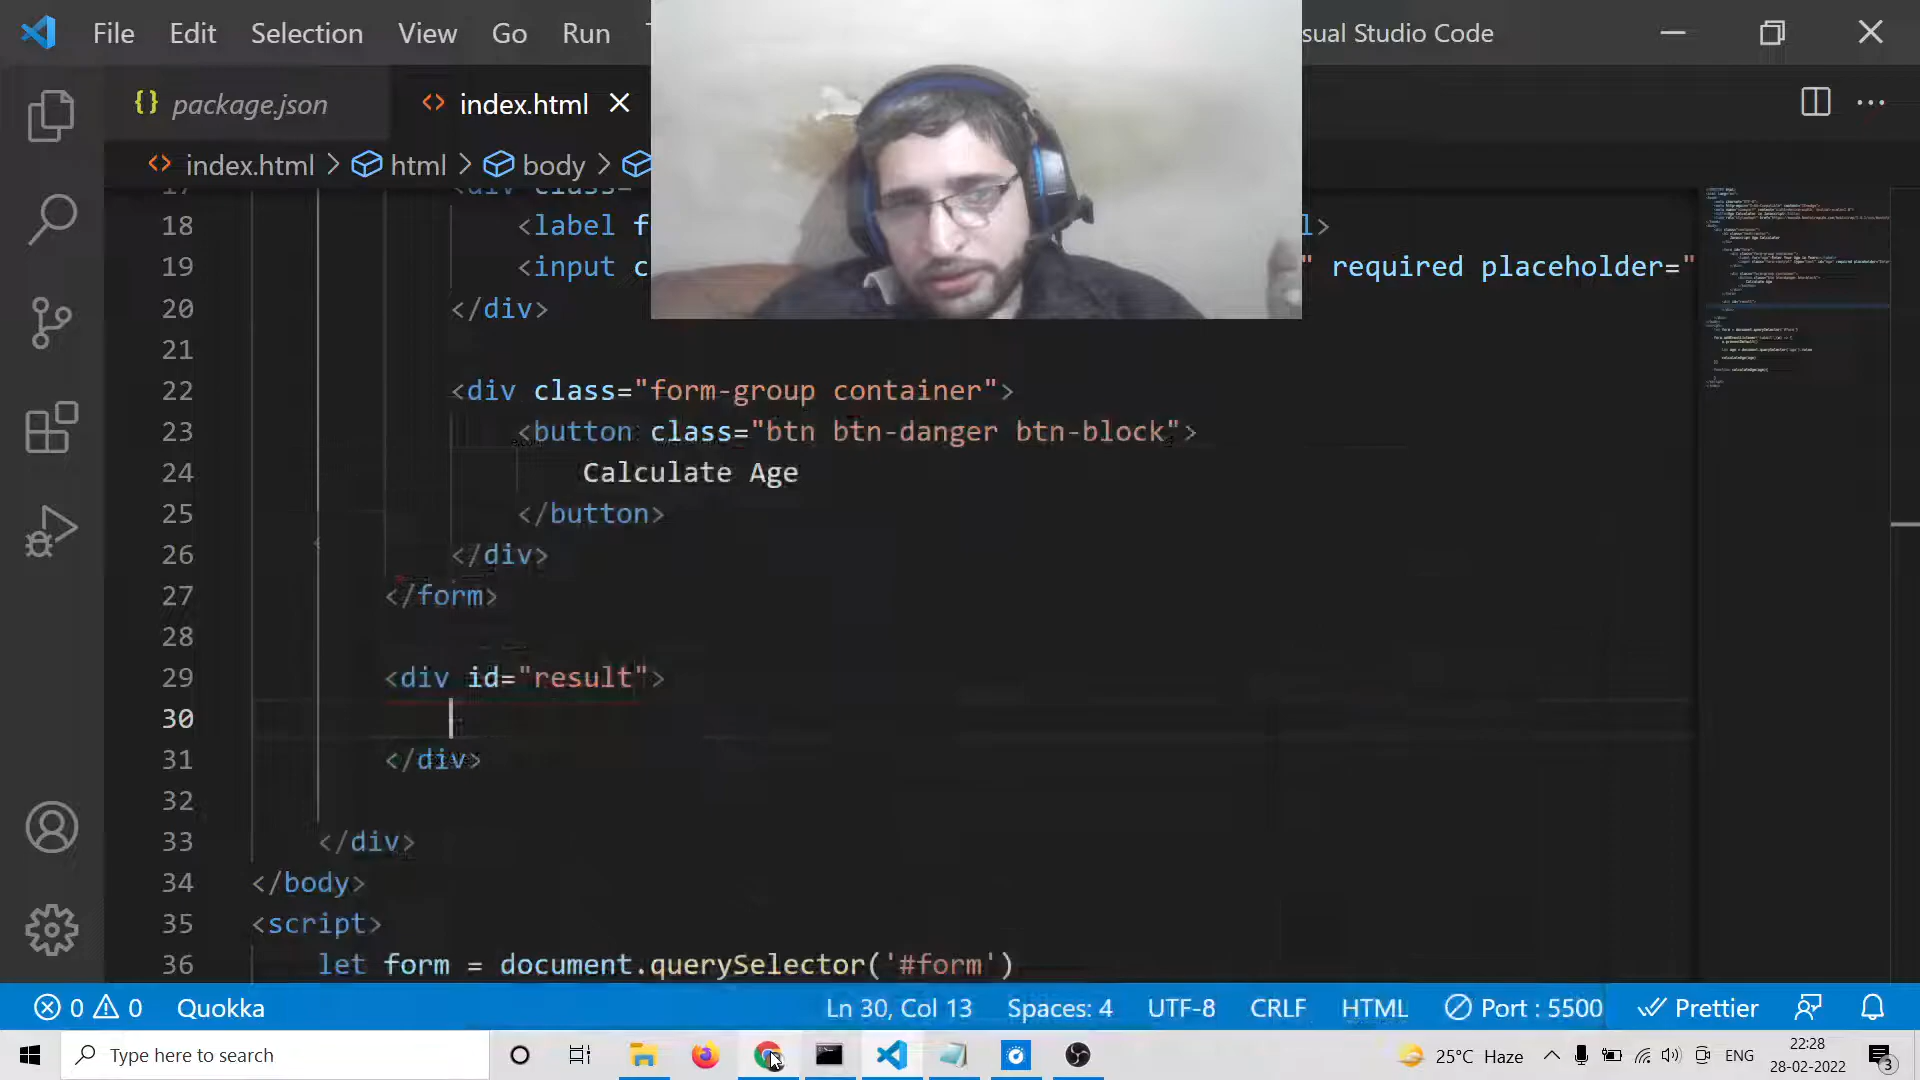 File Edit Selection View Go Run sual Studio Code
{} package.json <> index.html
<> index.html > html > body >
18 <label f l>
19 <input c " required placeholder="
20 </div>
21
22 <div class="form-group container">
23 <button class="btn btn-danger btn-block">
24 Calculate Age
25 </button>
26 </div>
27 </form>
28
29 <div id="result">
30
31 </div>
32
33 </div>
34 </body>
35 <script>
36 let form = document.querySelector('#form')
0 0 Quokka Ln 30, Col 13 Spaces: 4 UTF-8 CRLF HTML Port : 5500 Prettier
Type here to search 25°C Haze ENG 22:28
28-02-2022 3